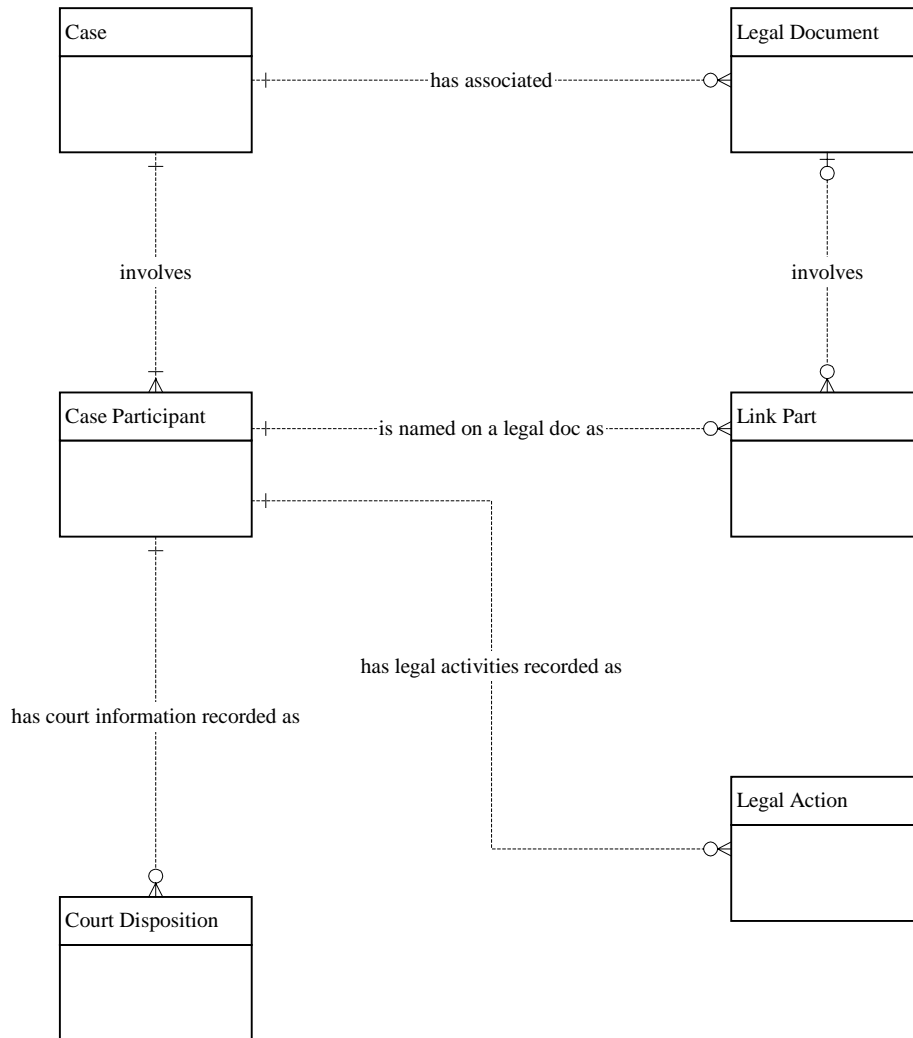 Case
Legal Document
has associated
involves
involves
Case Participant
is named on a legal doc as
Link Part
has legal activities recorded as
has court information recorded as
Legal Action
Court Disposition